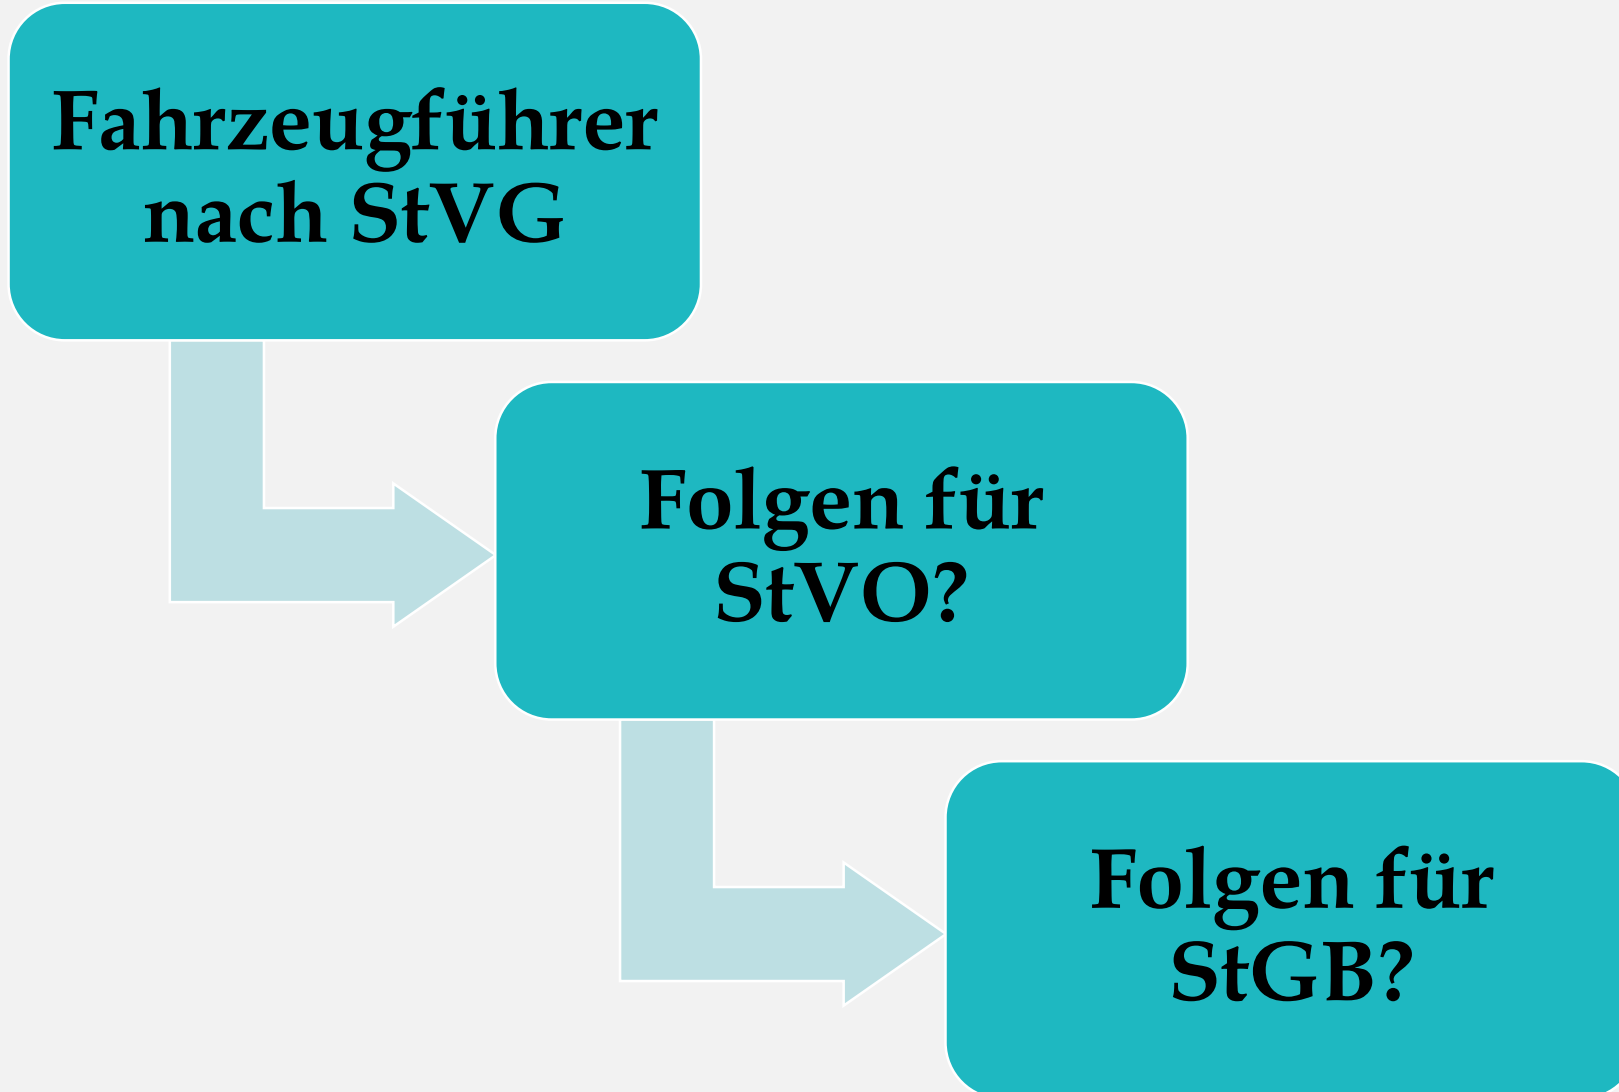 Fahrzeugführer
nach StVG
Folgen für
StVO?
Folgen für
StGB?